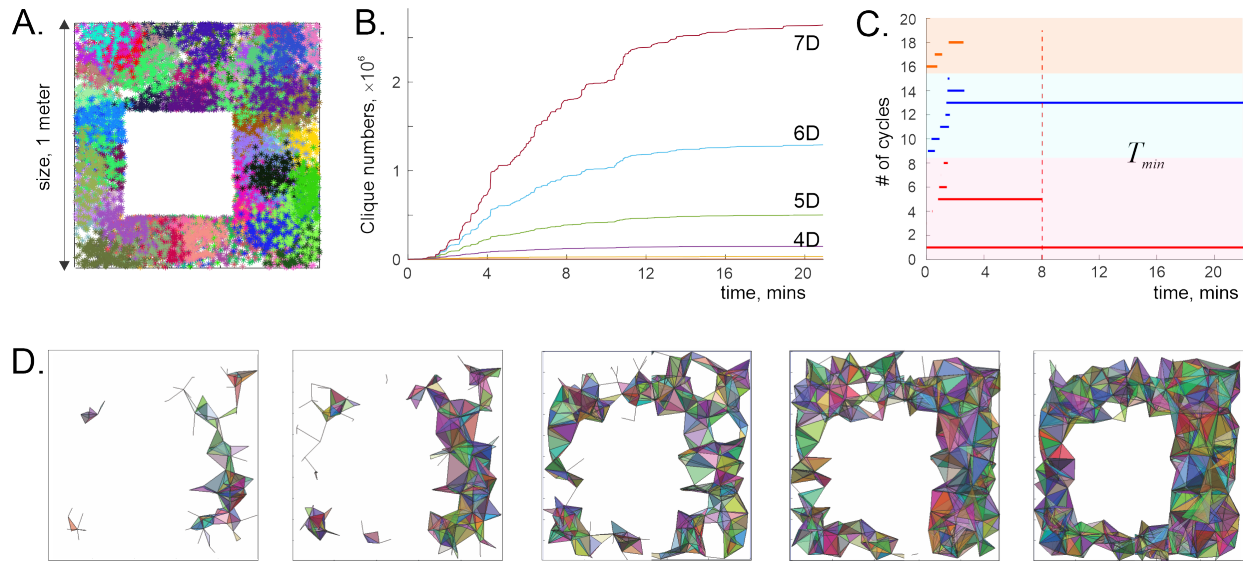 A.
size, 1 meter
B.
Clique numbers, ×10⁶
2
1
0
0
4
8
12
16
20
7D
6D
5D
4D
time, mins
C.
# of cycles
20
18
16
14
12
10
8
6
4
2
0
0
4
8
12
16
20
T_min
time, mins
D.